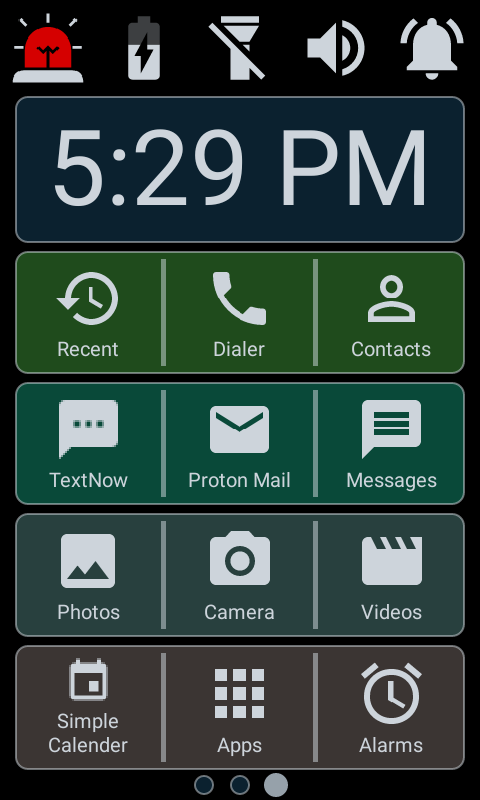 5:29 PM
Recent
Dialer
Contacts
TextNow
Proton Mail
Messages
Photos
Camera
Videos
Simple
Calender
Apps
Alarms